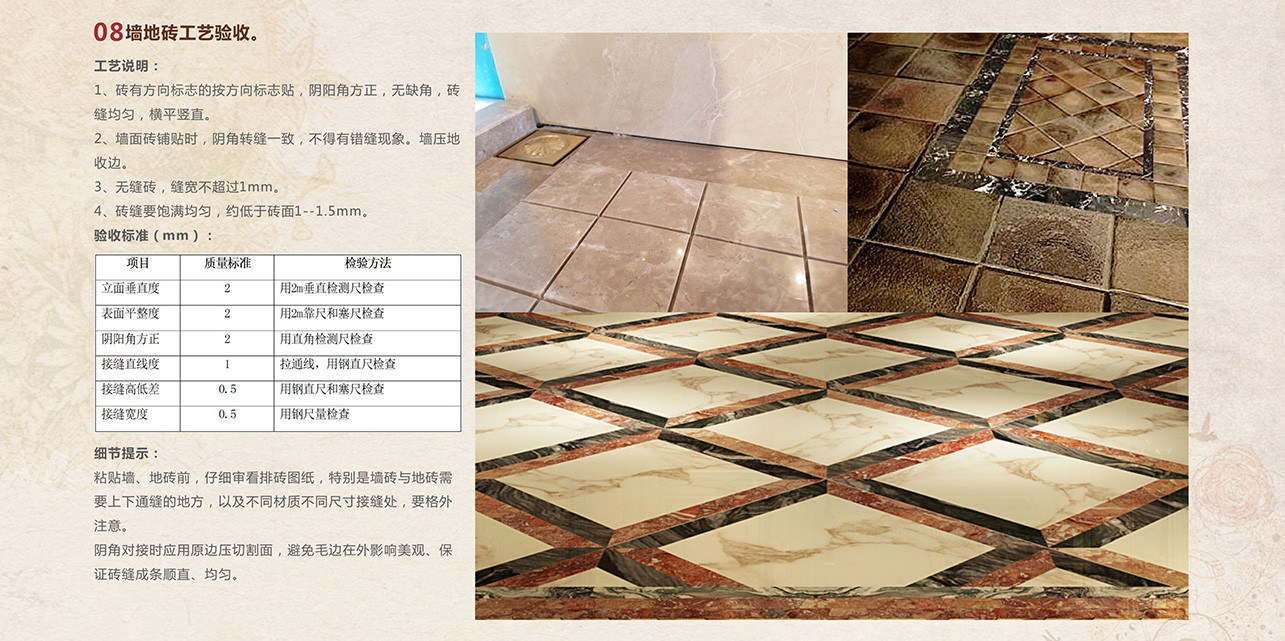 08墙地砖工艺验收。
工艺说明：
1、砖有方向标志的按方向标志贴，阴阳角方正，无缺角，砖
缝均匀，横平竖直。
2、墙面砖铺贴时，阴角转缝一致，不得有错缝现象。墙压地
收边。
3、无缝砖，缝宽不超过1mm。
4、砖缝要饱满均匀，约低于砖面1--1.5mm。
验收标准（mm）：
项目 质量标准 检验方法
立面垂直度 2 用2m垂直检测尺检查
表面平整度 2 用2m靠尺和塞尺检查
阴阳角方正 2 用直角检测尺检查
接缝直线度 1 拉通线，用钢直尺检查
接缝高低差 0.5 用钢直尺和塞尺检查
接缝宽度 0.5 用钢尺量检查
细节提示：
粘贴墙、地砖前，仔细审看排砖图纸，特别是墙砖与地砖需
要上下通缝的地方，以及不同材质不同尺寸接缝处，要格外
注意。
阴角对接时应用原边压切割面，避免毛边在外影响美观、保
证砖缝成条顺直、均匀。